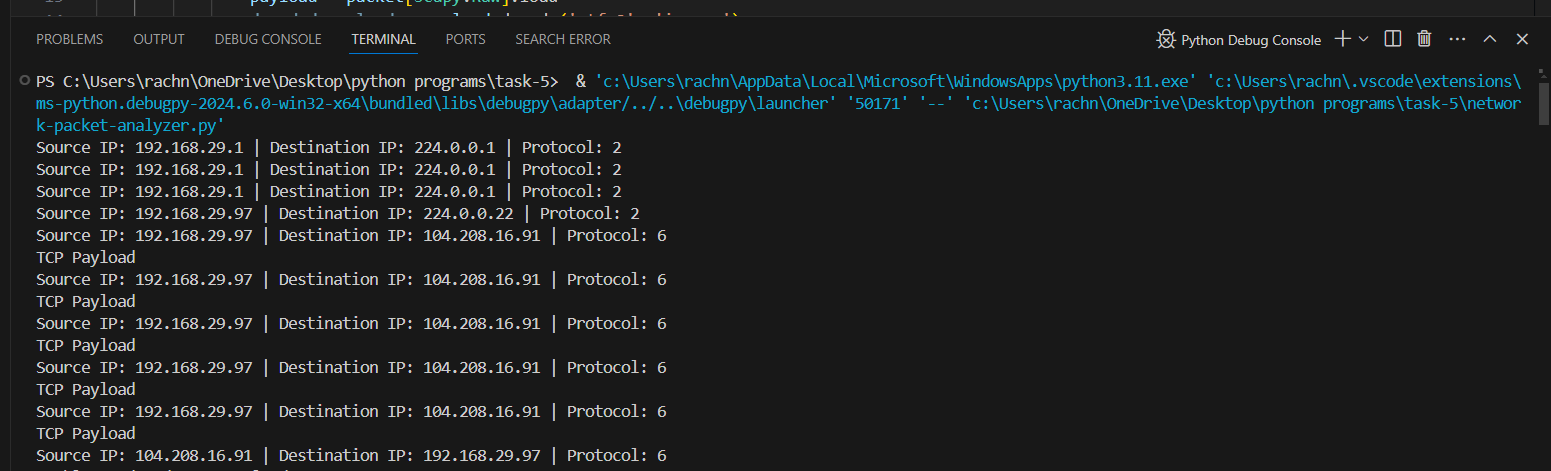 PROBLEMS OUTPUT DEBUG CONSOLE TERMINAL PORTS SEARCH ERROR Python Debug Console
PS C:\Users\rachn\OneDrive\Desktop\python programs\task-5>  & 'c:\Users\rachn\AppData\Local\Microsoft\WindowsApps\python3.11.exe' 'c:\Users\rachn\.vscode\extensions\
ms-python.debugpy-2024.6.0-win32-x64\bundled\libs\debugpy\adapter/../..\debugpy\launcher' '50171' '--' 'c:\Users\rachn\OneDrive\Desktop\python programs\task-5\networ
k-packet-analyzer.py'
Source IP: 192.168.29.1 | Destination IP: 224.0.0.1 | Protocol: 2
Source IP: 192.168.29.1 | Destination IP: 224.0.0.1 | Protocol: 2
Source IP: 192.168.29.1 | Destination IP: 224.0.0.1 | Protocol: 2
Source IP: 192.168.29.97 | Destination IP: 224.0.0.22 | Protocol: 2
Source IP: 192.168.29.97 | Destination IP: 104.208.16.91 | Protocol: 6
TCP Payload
Source IP: 192.168.29.97 | Destination IP: 104.208.16.91 | Protocol: 6
TCP Payload
Source IP: 192.168.29.97 | Destination IP: 104.208.16.91 | Protocol: 6
TCP Payload
Source IP: 192.168.29.97 | Destination IP: 104.208.16.91 | Protocol: 6
TCP Payload
Source IP: 192.168.29.97 | Destination IP: 104.208.16.91 | Protocol: 6
TCP Payload
Source IP: 104.208.16.91 | Destination IP: 192.168.29.97 | Protocol: 6